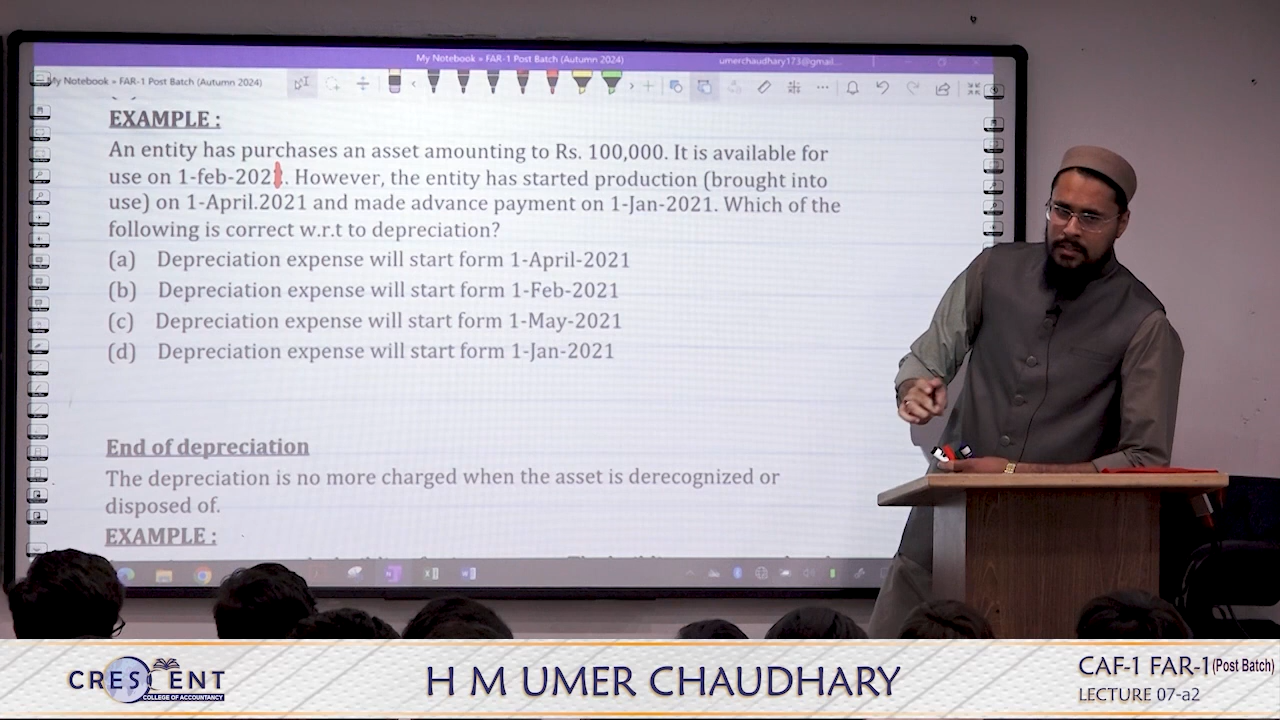 My Notebook » FAR-1 Post Batch (Autumn 2024)
umerchaudhary173@gmail...
My Notebook » FAR-1 Post Batch (Autumn 2024)
EXAMPLE :
An entity has purchases an asset amounting to Rs. 100,000. It is available for
use on 1-feb-2021. However, the entity has started production (brought into
use) on 1-April.2021 and made advance payment on 1-Jan-2021. Which of the
following is correct w.r.t to depreciation?
(a) Depreciation expense will start form 1-April-2021
(b) Depreciation expense will start form 1-Feb-2021
(c) Depreciation expense will start form 1-May-2021
(d) Depreciation expense will start form 1-Jan-2021
End of depreciation
The depreciation is no more charged when the asset is derecognized or
disposed of.
EXAMPLE :
CRESCENT
COLLEGE OF ACCOUNTANCY
H M UMER CHAUDHARY
CAF-1 FAR-1(Post Batch)
LECTURE 07-a2